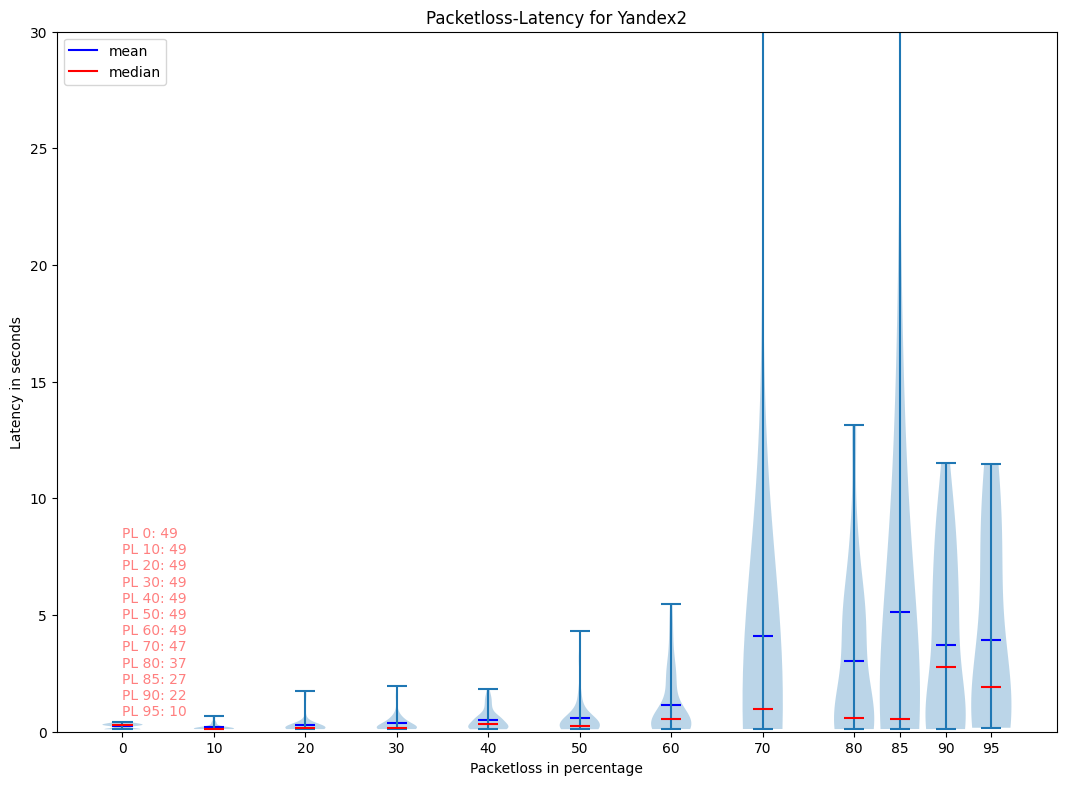 Packetloss-Latency for Yandex2
mean
median
30
25
20
15
10
5
0
Latency in seconds
PL 0: 49
PL 10: 49
PL 20: 49
PL 30: 49
PL 40: 49
PL 50: 49
PL 60: 49
PL 70: 47
PL 80: 37
PL 85: 27
PL 90: 22
PL 95: 10
0 10 20 30 40 50 60 70 80 85 90 95
Packetloss in percentage